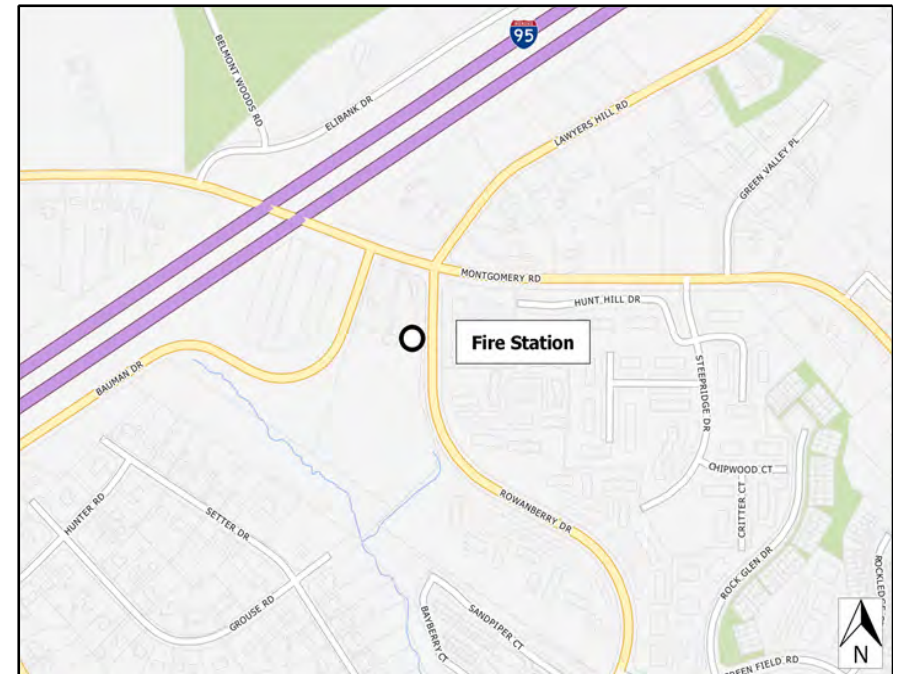 95
BELMONT WOODS RD
ELIBANK DR
LAWYERS HILL RD
GREEN VALLEY PL
MONTGOMERY RD
HUNT HILL DR
Fire Station
STEEPRIDGE DR
BAUMAN DR
CHIPWOOD CT
CRITTER CT
ROWANBERRY DR
HUNTER RD
SETTER DR
ROCK GLEN DR
GROUSE RD
SANDPIPER CT
BAYBERRY CT
N